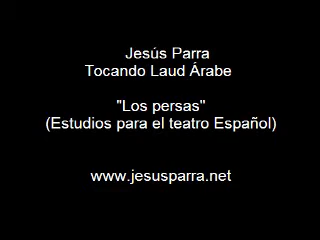 Jesús Parra
Tocando Laud Árabe
"Los persas"
(Estudios para el teatro Español)
www.jesusparra.net